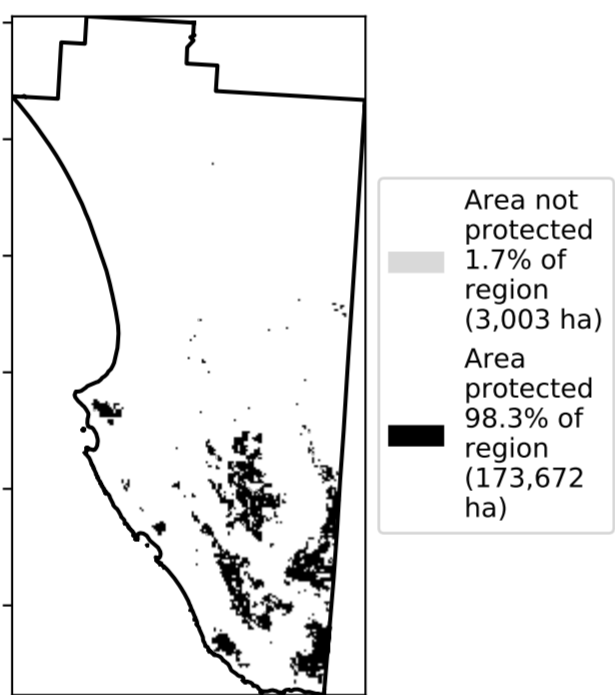 Area not
protected
1.7% of
region
(3,003 ha)
Area
protected
98.3% of
region
(173,672
ha)